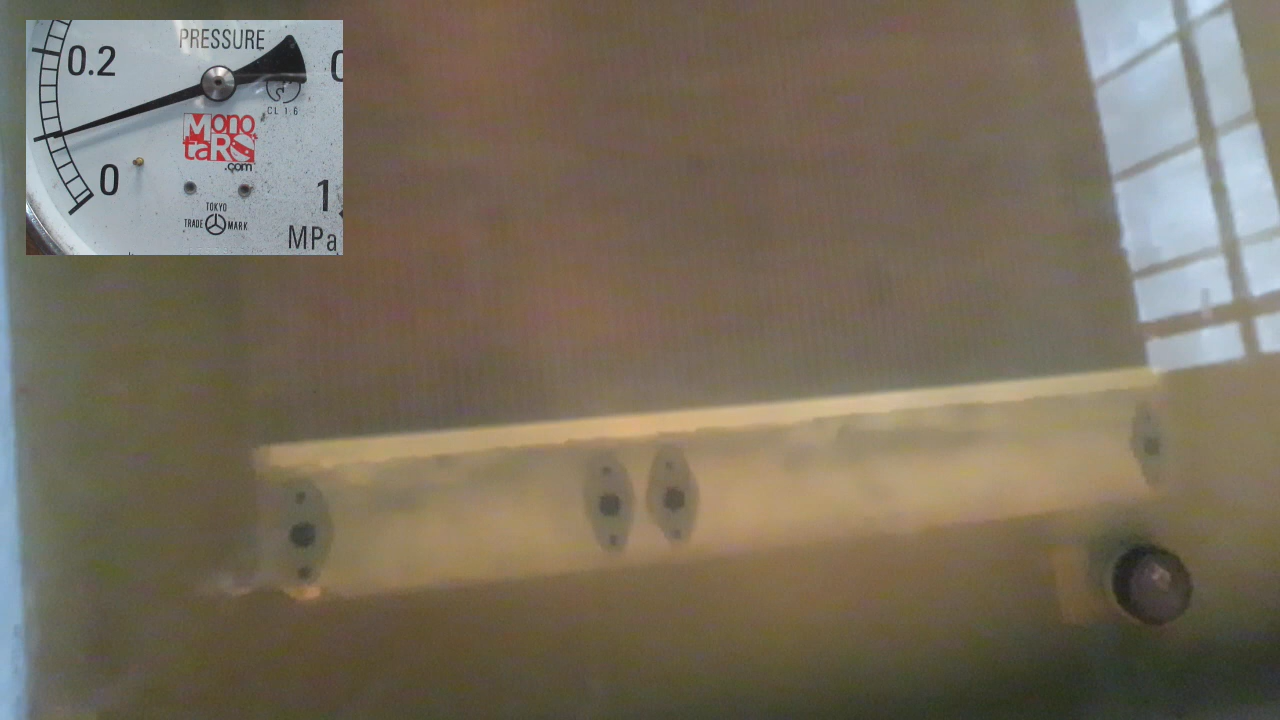 PRESSURE
0.2
0
CL 1.6
Mono
taRO
.com
0
1
TOKYO
TRADE MARK
MPa